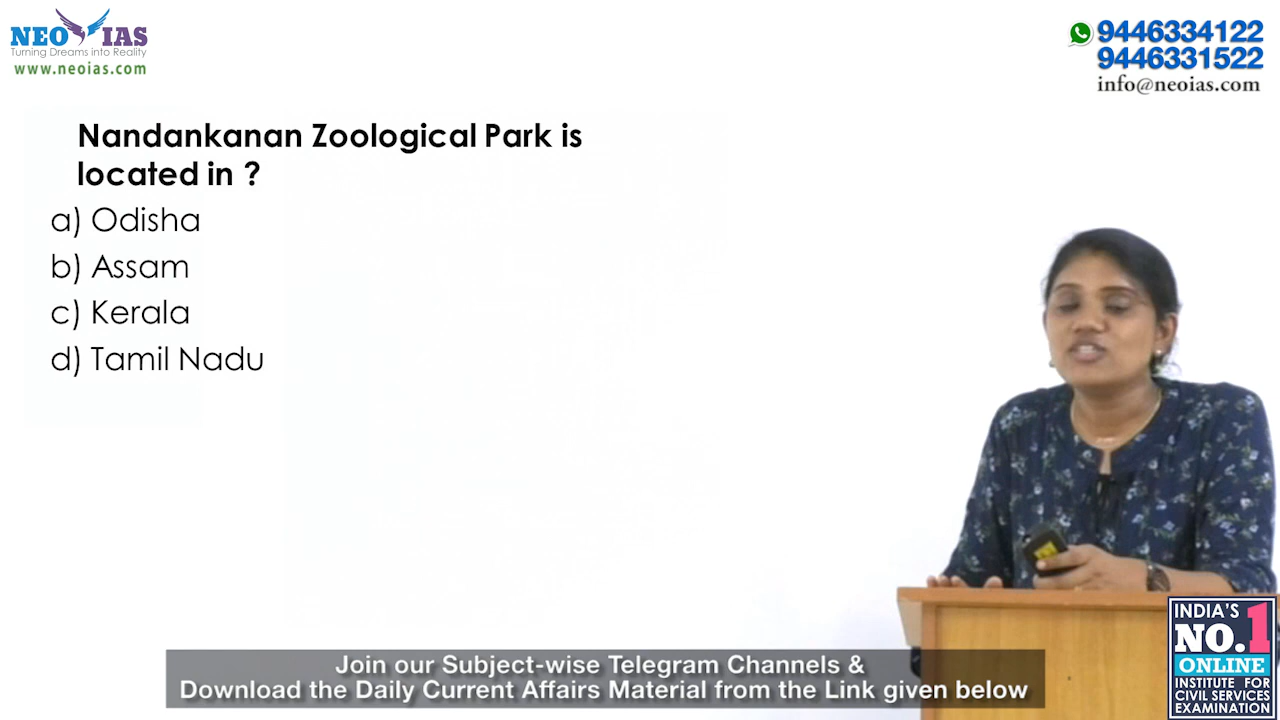 NEO IAS
Turning Dreams into Reality
www.neoias.com
9446334122
9446331522
info@neoias.com
Nandankanan Zoological Park is
located in ?
a) Odisha
b) Assam
c) Kerala
d) Tamil Nadu
INDIA'S
NO.1
ONLINE
INSTITUTE FOR
CIVIL SERVICES
EXAMINATION
Join our Subject-wise Telegram Channels &
Download the Daily Current Affairs Material from the Link given below